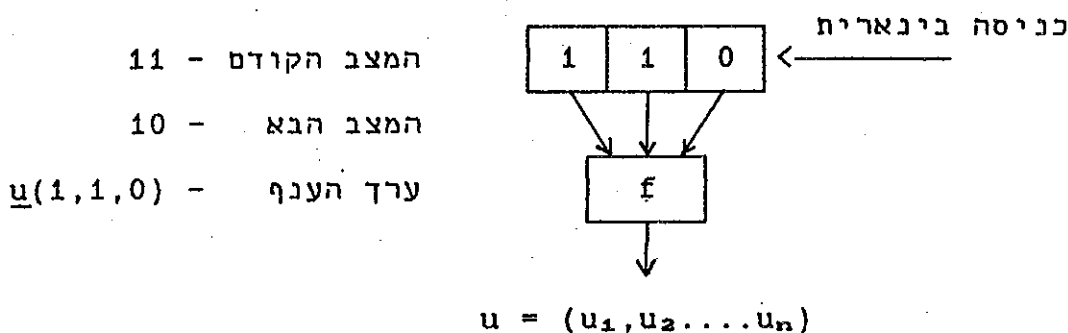 כניסה בינארית
המצב הקודם - 11
1 1 0
המצב הבא - 10
ערך הענף - u(1,1,0)
f
u = (u1,u2....un)